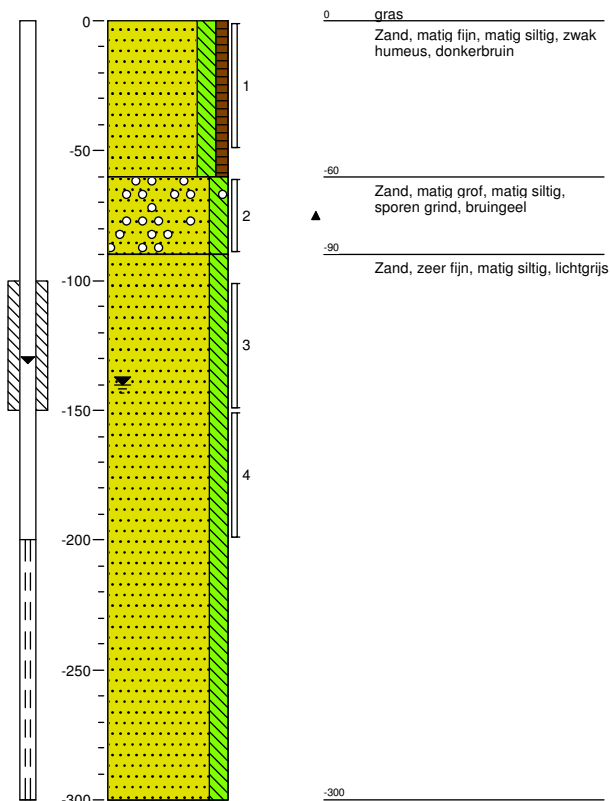 0
-50
-100
-150
-200
-250
-300
1
2
3
4
0
gras
Zand, matig fijn, matig siltig, zwak
humeus, donkerbruin
-60
Zand, matig grof, matig siltig,
sporen grind, bruingeel
-90
Zand, zeer fijn, matig siltig, lichtgrijs
-300